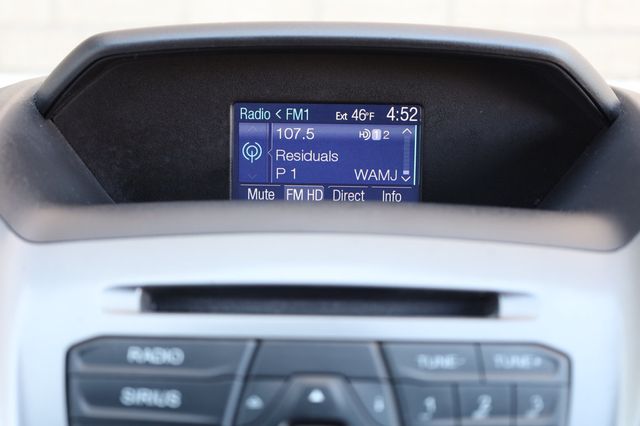 Radio < FM1 Ext 46°F 4:52
107.5 HD 1 2
Residuals
P 1 WAMJ
Mute FM HD Direct Info
RADIO TUNE- TUNE+
SIRIUS 1 2 3